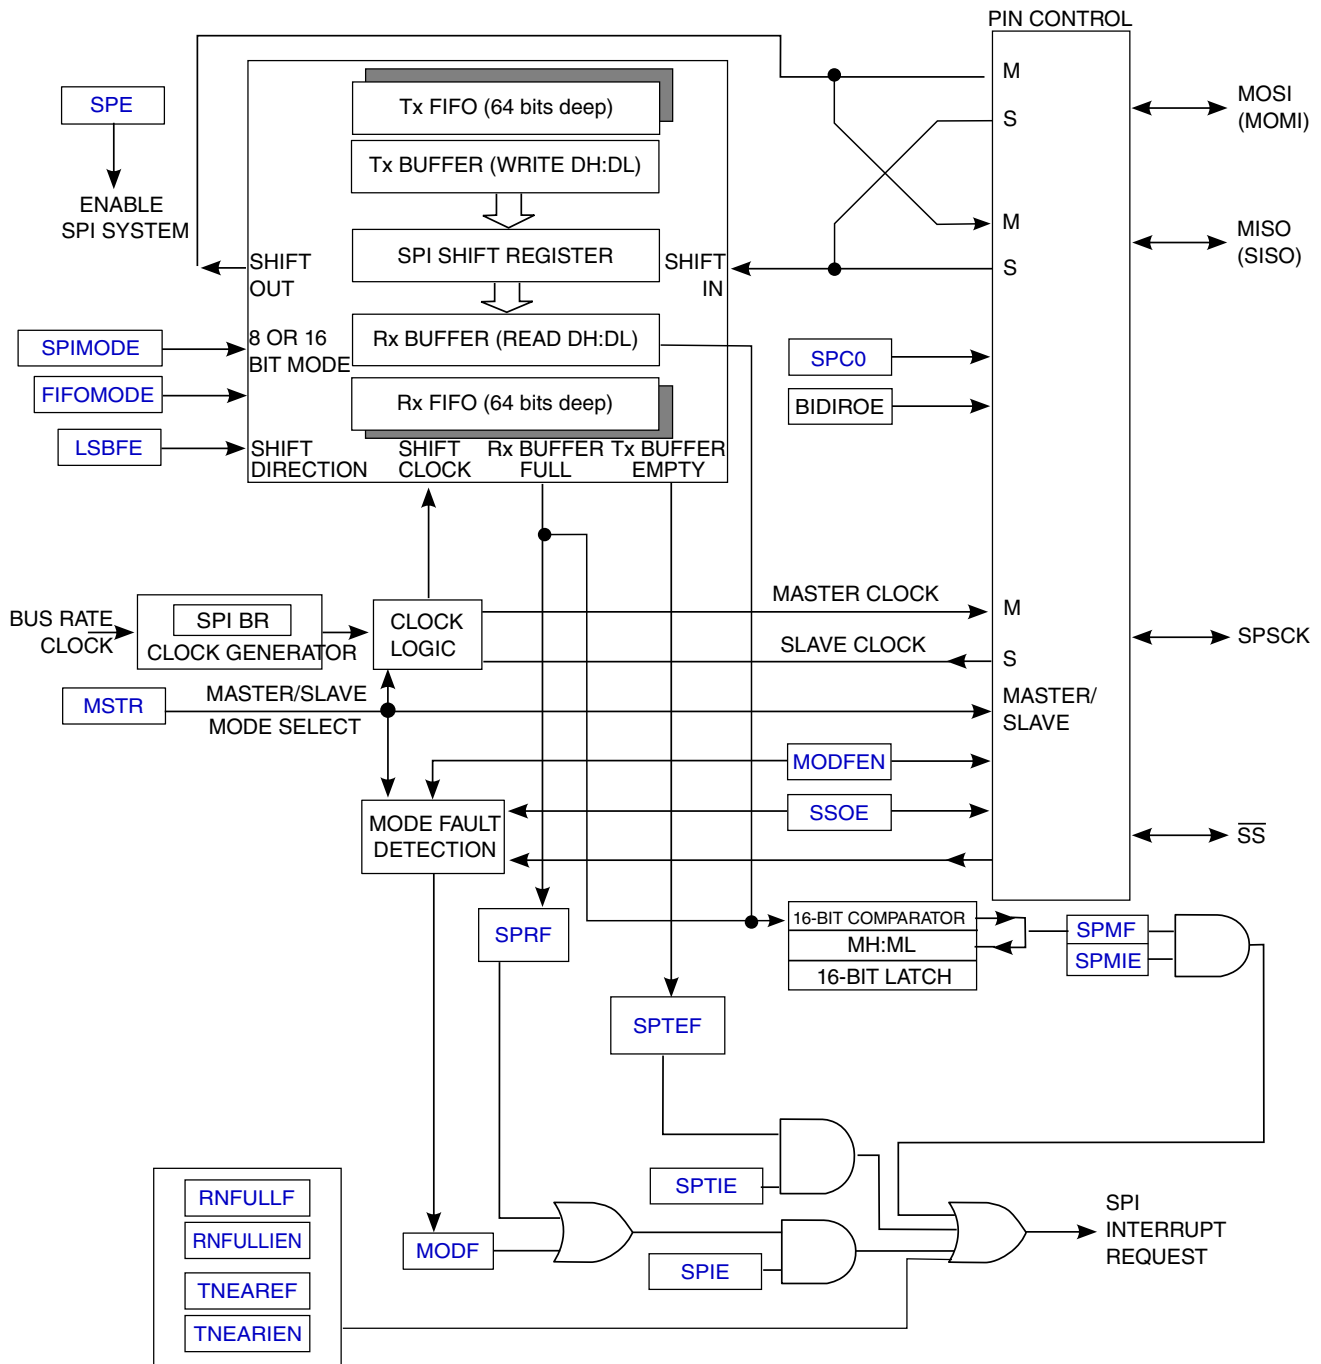 PIN CONTROL
M
S
M
S
MOSI
(MOMI)
MISO
(SISO)
SPE
ENABLE
SPI SYSTEM
Tx FIFO (64 bits deep)
Tx BUFFER (WRITE DH:DL)
SPI SHIFT REGISTER
SHIFT
OUT
SHIFT
IN
8 OR 16
BIT MODE
Rx BUFFER (READ DH:DL)
Rx FIFO (64 bits deep)
SPIMODE
FIFOMODE
LSBFE
SHIFT
DIRECTION
SHIFT
CLOCK
Rx BUFFER
FULL
Tx BUFFER
EMPTY
SPC0
BIDIROE
BUS RATE
CLOCK
SPI BR
CLOCK GENERATOR
CLOCK
LOGIC
MASTER CLOCK
M
SLAVE CLOCK
S
SPSCK
MSTR
MASTER/SLAVE
MODE SELECT
MASTER/
SLAVE
MODFEN
SSOE
MODE FAULT
DETECTION
SS
SPRF
16-BIT COMPARATOR
MH:ML
16-BIT LATCH
SPMF
SPMIE
SPTEF
SPTIE
RNFULLF
RNFULLIEN
TNEAREF
TNEARIEN
MODF
SPIE
SPI
INTERRUPT
REQUEST